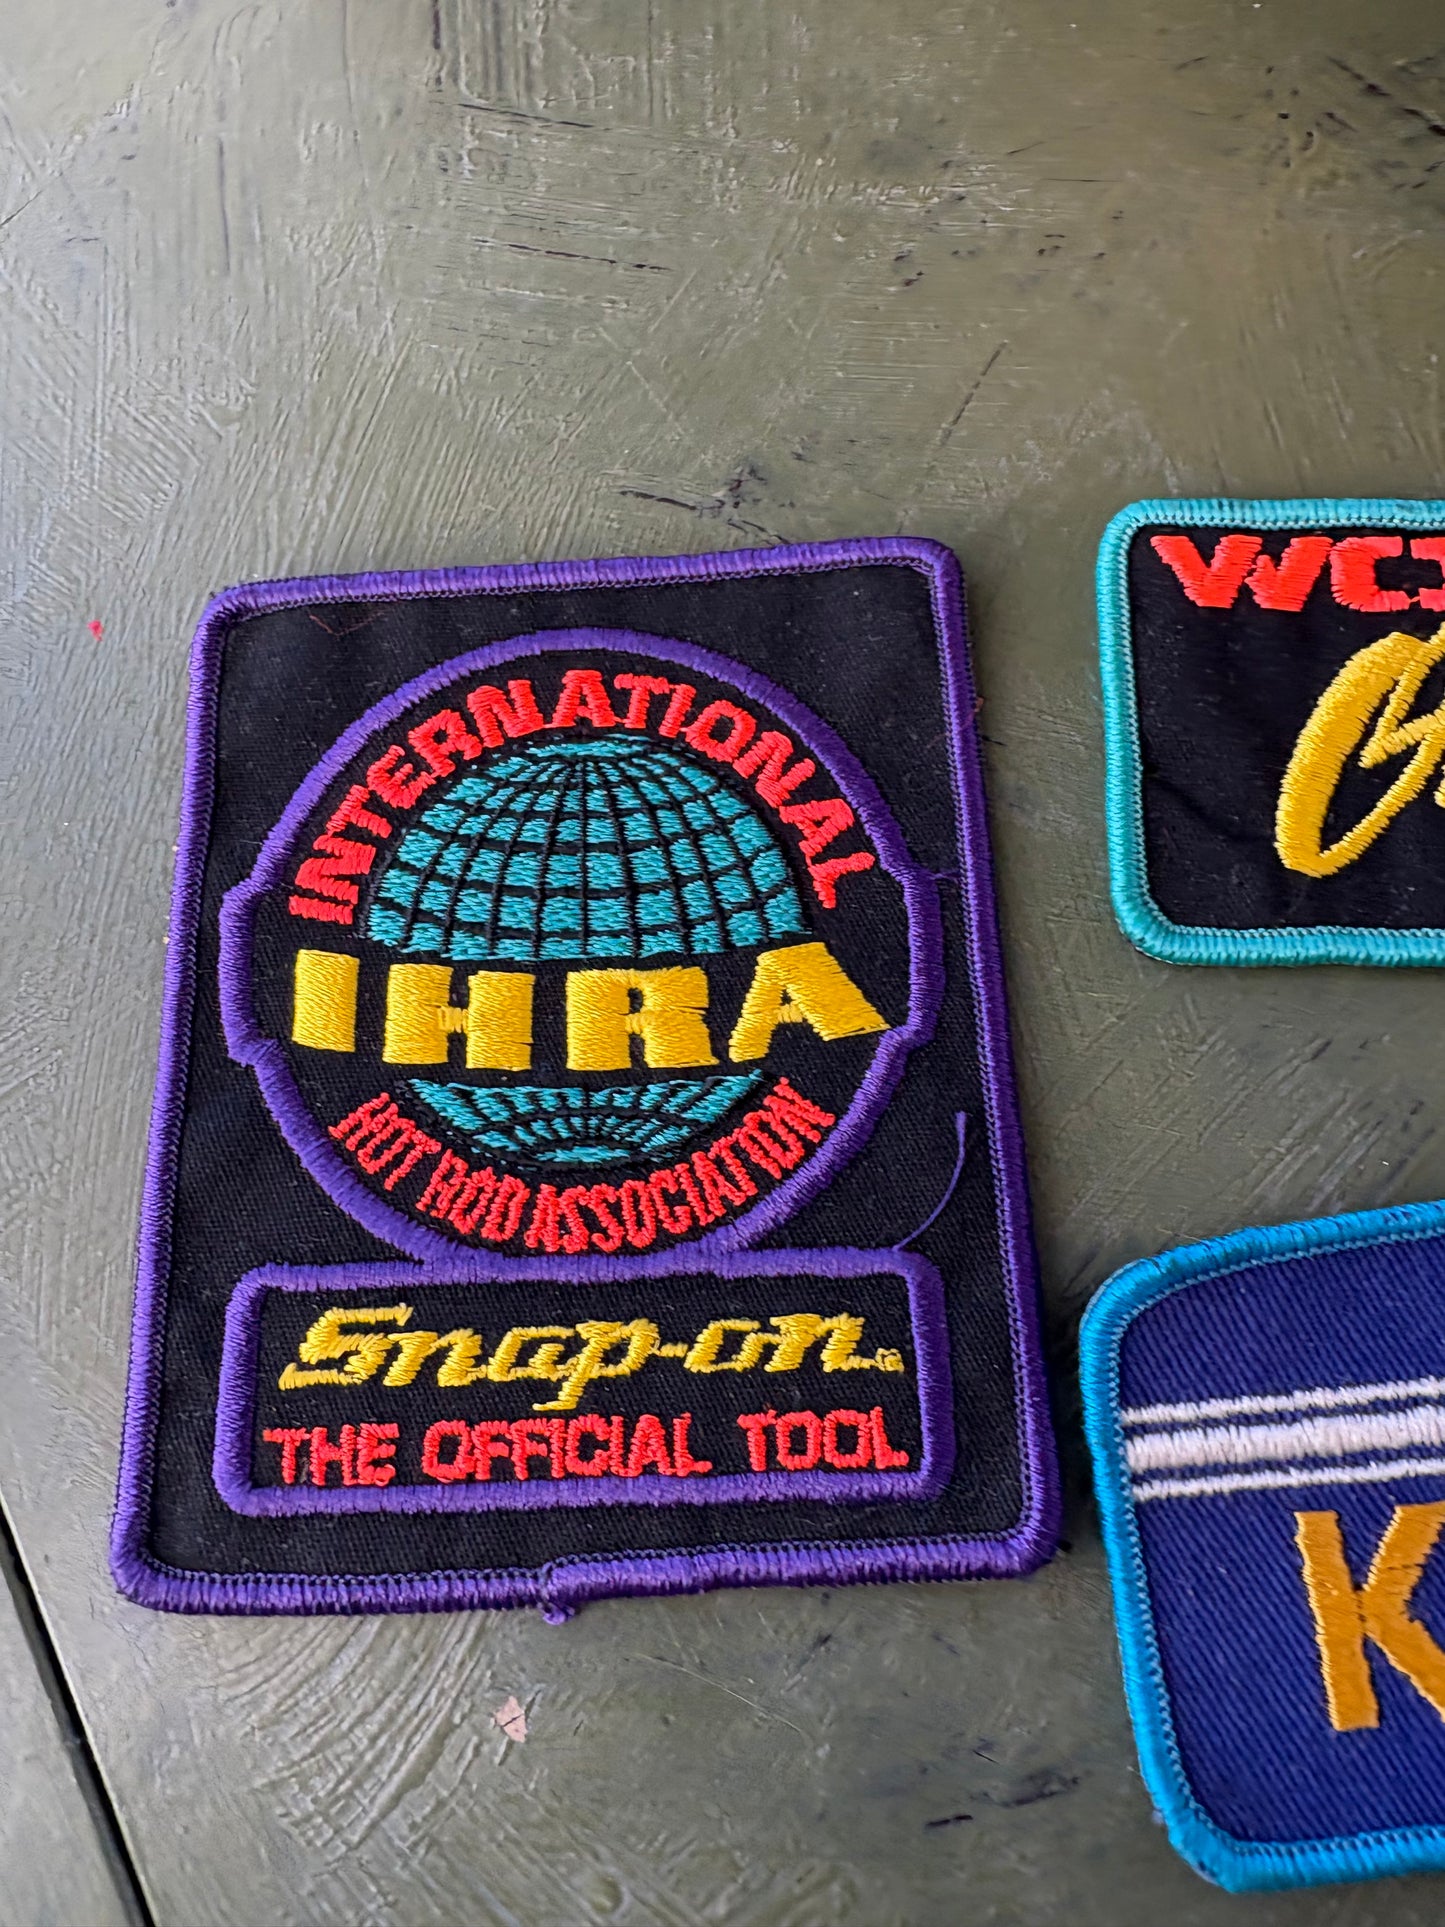 INTERNATIONAL
IHRA
HOT ROD ASSOCIATION
Snap-on
THE OFFICIAL TOOL
K